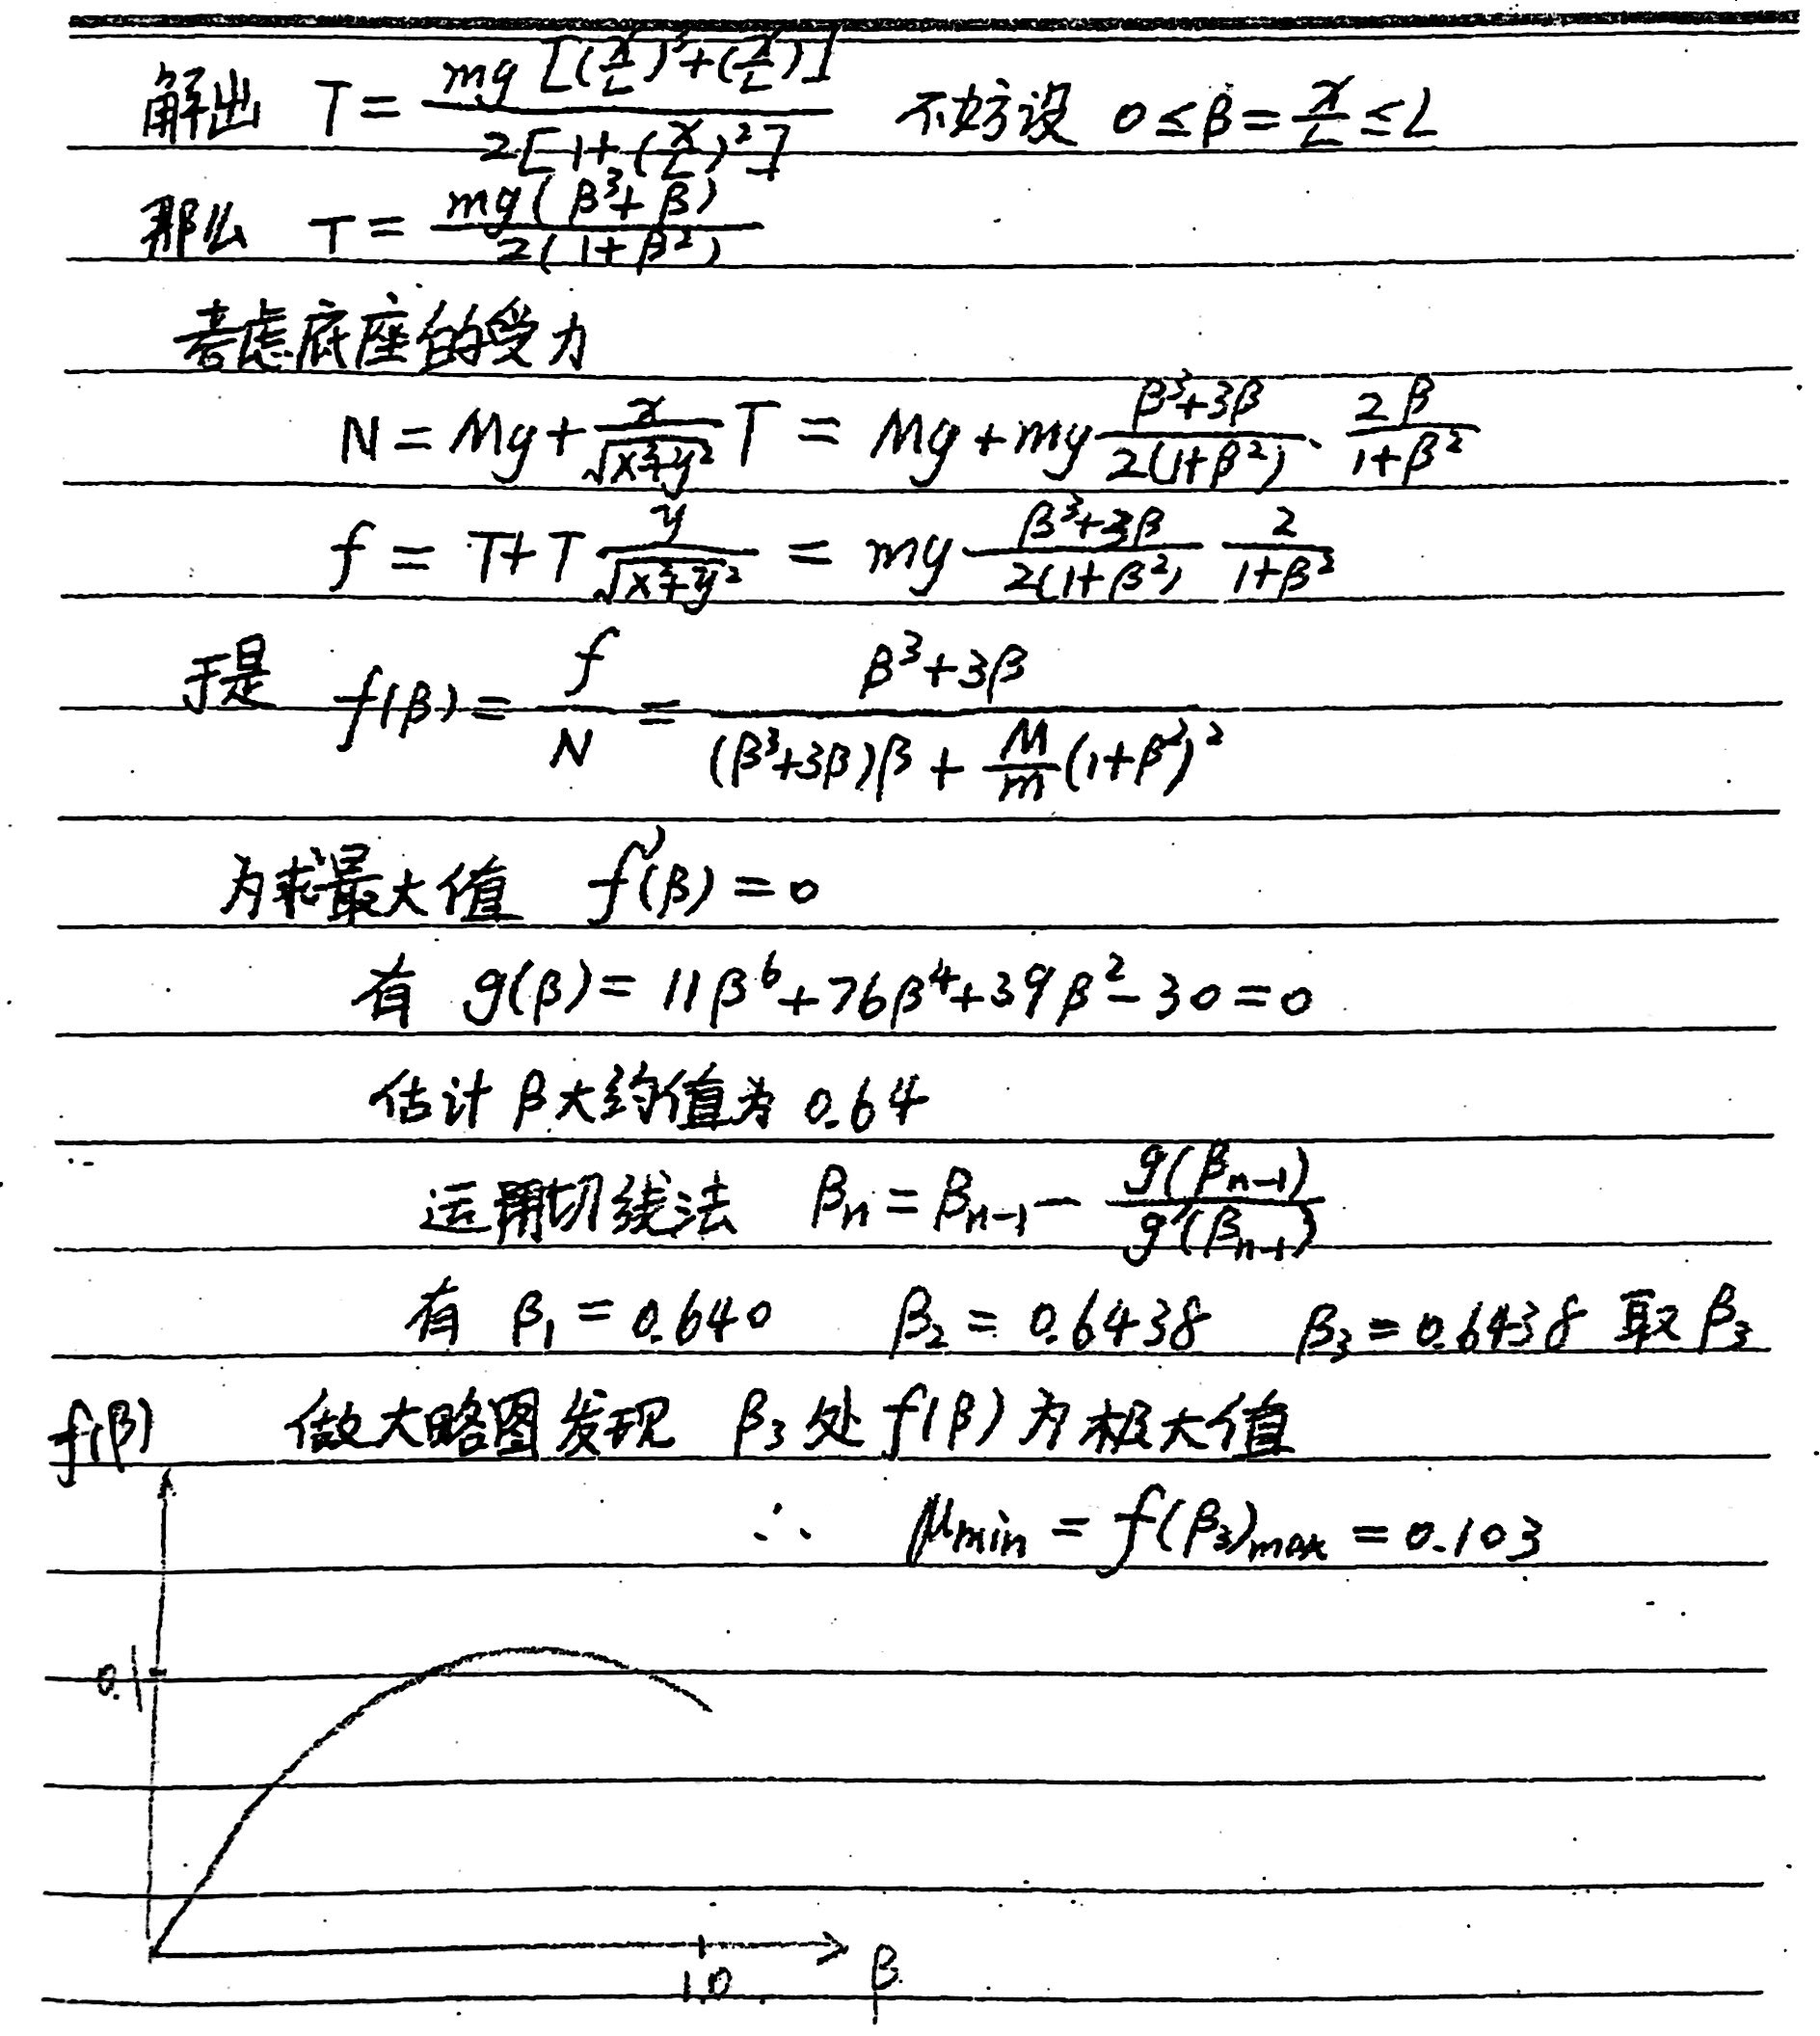 解出 T = mg[(x/L)³+(x/L)] / 2[1+(x/L)²] 不妨设 0≤β=x/L≤L
那么 T = mg(β³+β) / 2(1+β²)
考虑底座的受力
N = Mg + x/√(x²+y²) T = Mg + mg (β³+3β)/2(1+β²) · 2β/(1+β²)
f = T+T y/√(x²+y²) = mg (β³+3β)/2(1+β²) 2/(1+β²)
于是 f(β) = f/N = (β³+3β) / ((β³+3β)β + M/m (1+β²)²)
为求最大值 f'(β)=0
有 g(β)= 11β⁶+76β⁴+39β²-30=0
估计β大约值为 0.64
运用切线法 βn = βn-1 - g(βn-1)/g'(βn-1)
有 β₁=0.640 β₂=0.6438 β₃=0.6438 取β₃
f(β) 做大略图发现 β₃处f(β)为极大值
∴ μmin = f(β₃)max = 0.103
0.1
1.0 β